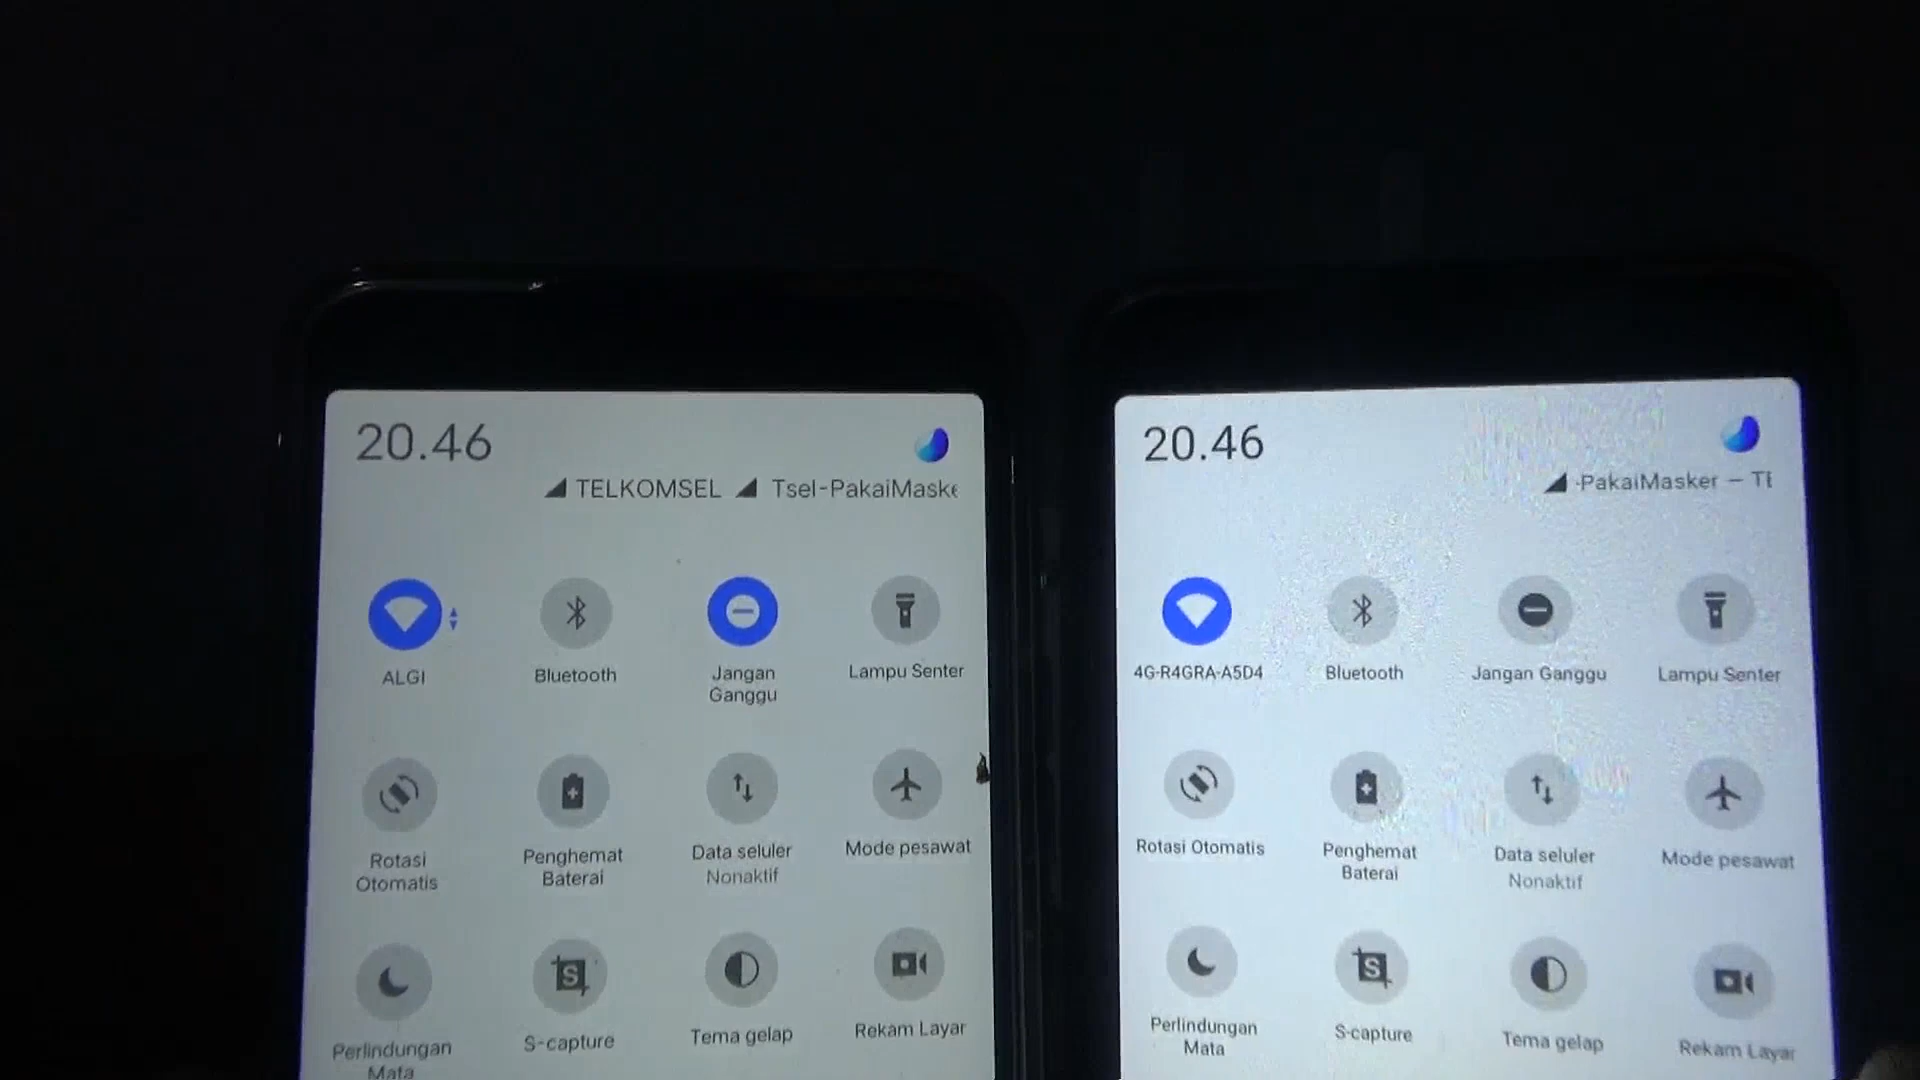 20.46
TELKOMSEL Tsel-PakaiMaske
ALGI
Bluetooth
Jangan
Ganggu
Lampu Senter
Rotasi
Otomatis
Penghemat
Baterai
Data seluler
Nonaktif
Mode pesawat
Perlindungan
Mata
S-capture
Tema gelap
Rekam Layar
20.46
-PakaiMasker – TE
4G-R4GRA-A5D4
Bluetooth
Jangan Ganggu
Lampu Senter
Rotasi Otomatis
Penghemat
Baterai
Data seluler
Nonaktif
Mode pesawat
Perlindungan
Mata
S-capture
Tema gelap
Rekam Layar